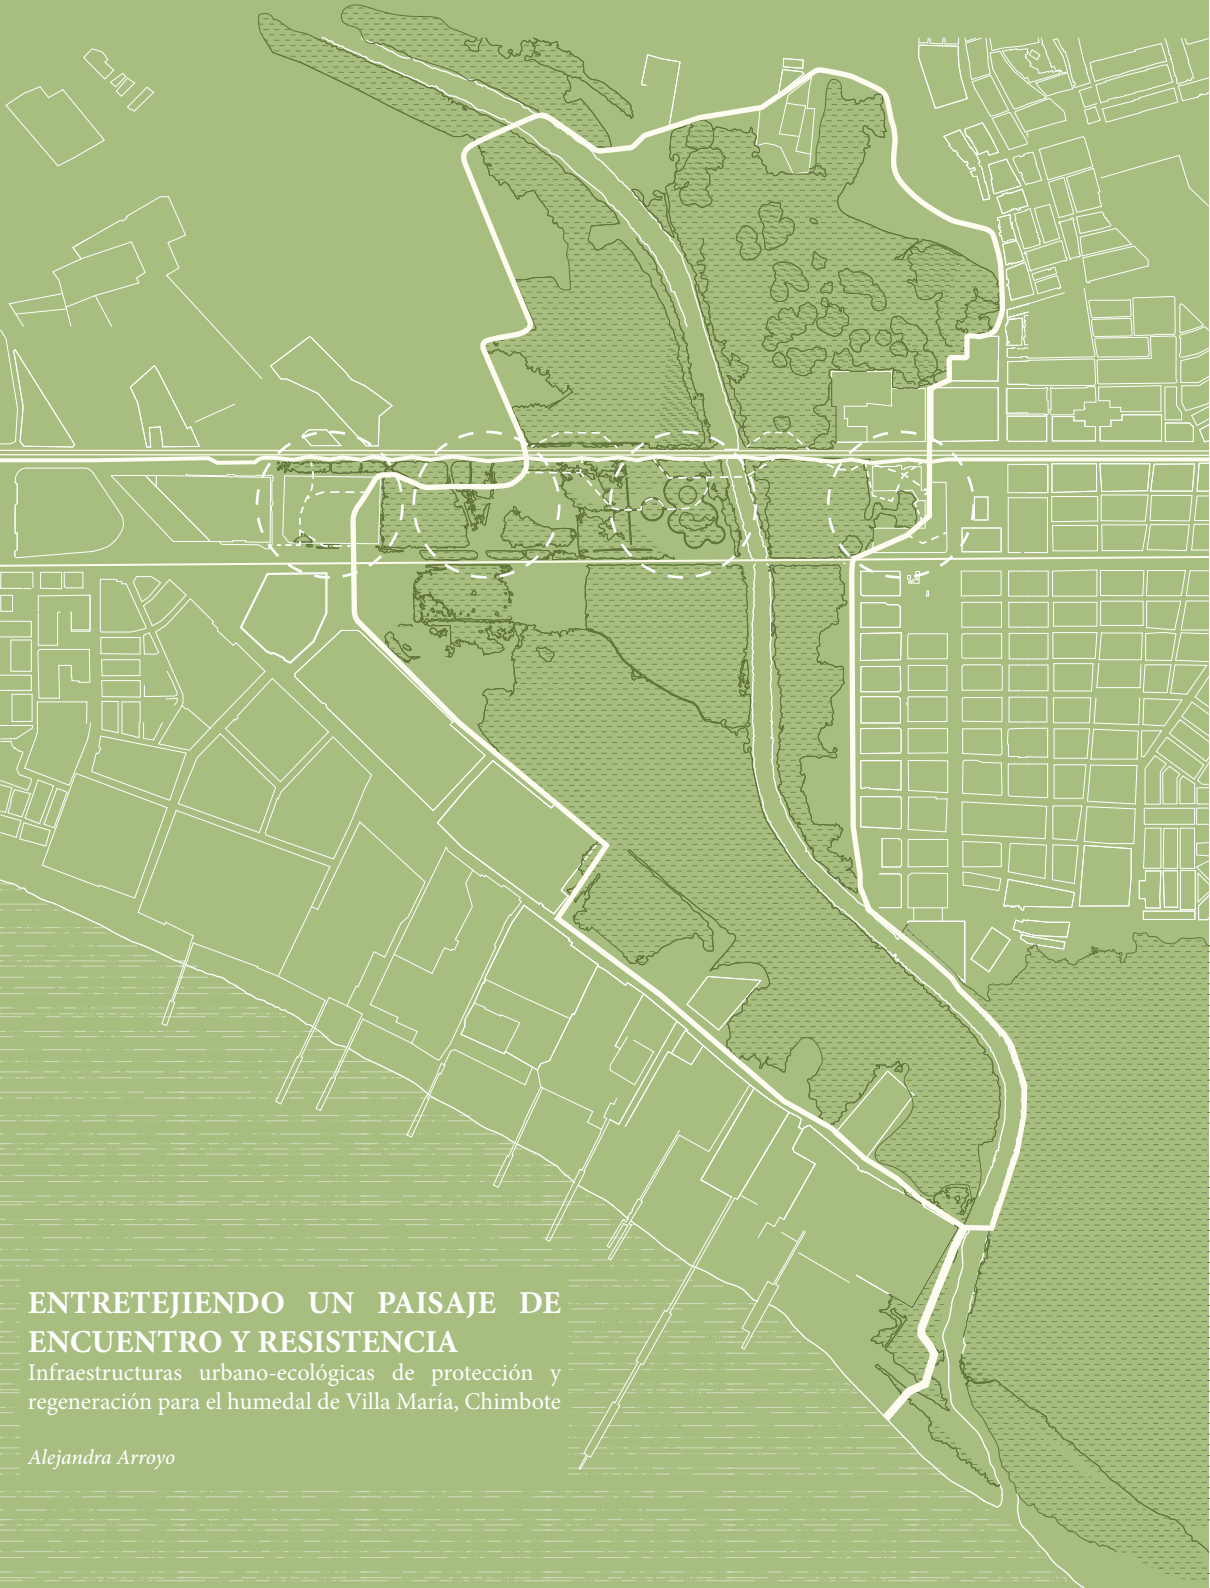 ENTRETEJIENDO UN PAISAJE DE
ENCUENTRO Y RESISTENCIA
Infraestructuras urbano-ecológicas de protección y
regeneración para el humedal de Villa María, Chimbote
Alejandra Arroyo